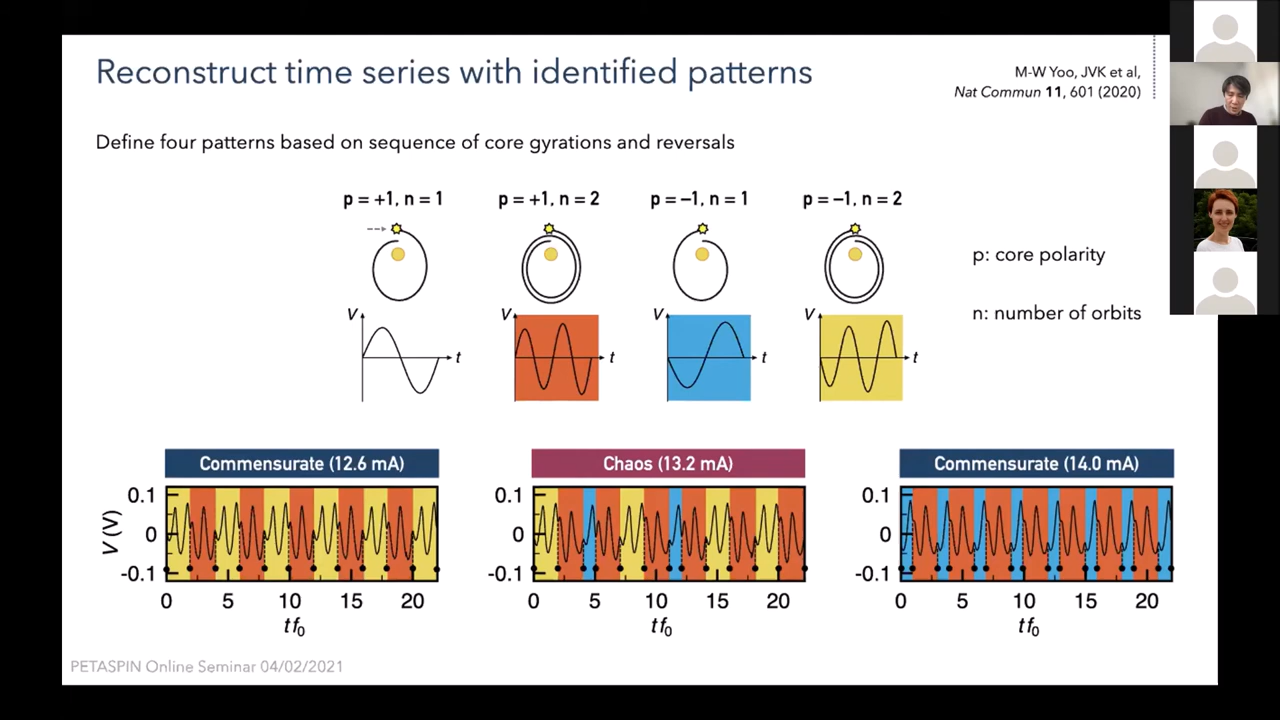 Reconstruct time series with identified patterns
M-W Yoo, JVK et al,
Nat Commun 11, 601 (2020)
Define four patterns based on sequence of core gyrations and reversals
p = +1, n = 1
p = +1, n = 2
p = –1, n = 1
p = –1, n = 2
p: core polarity
n: number of orbits
V
t
V
t
V
t
V
t
Commensurate (12.6 mA)
Chaos (13.2 mA)
Commensurate (14.0 mA)
V (V)
0.1
0
-0.1
0 5 10 15 20
tf0
0.1
0
-0.1
0 5 10 15 20
tf0
0.1
0
-0.1
0 5 10 15 20
tf0
PETASPIN Online Seminar 04/02/2021